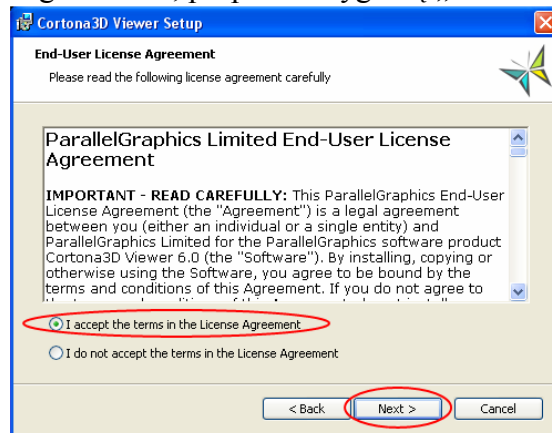 Cortona3D Viewer Setup
End-User License Agreement
Please read the following license agreement carefully
ParallelGraphics Limited End-User License
Agreement
IMPORTANT - READ CAREFULLY: This ParallelGraphics End-User
License Agreement (the "Agreement") is a legal agreement
between you (either an individual or a single entity) and
ParallelGraphics Limited for the ParallelGraphics software product
Cortona3D Viewer 6.0 (the "Software"). By installing, copying or
otherwise using the Software, you agree to be bound by the
terms and conditions of this Agreement. If you do not agree to
I accept the terms in the License Agreement
I do not accept the terms in the License Agreement
< Back
Next >
Cancel